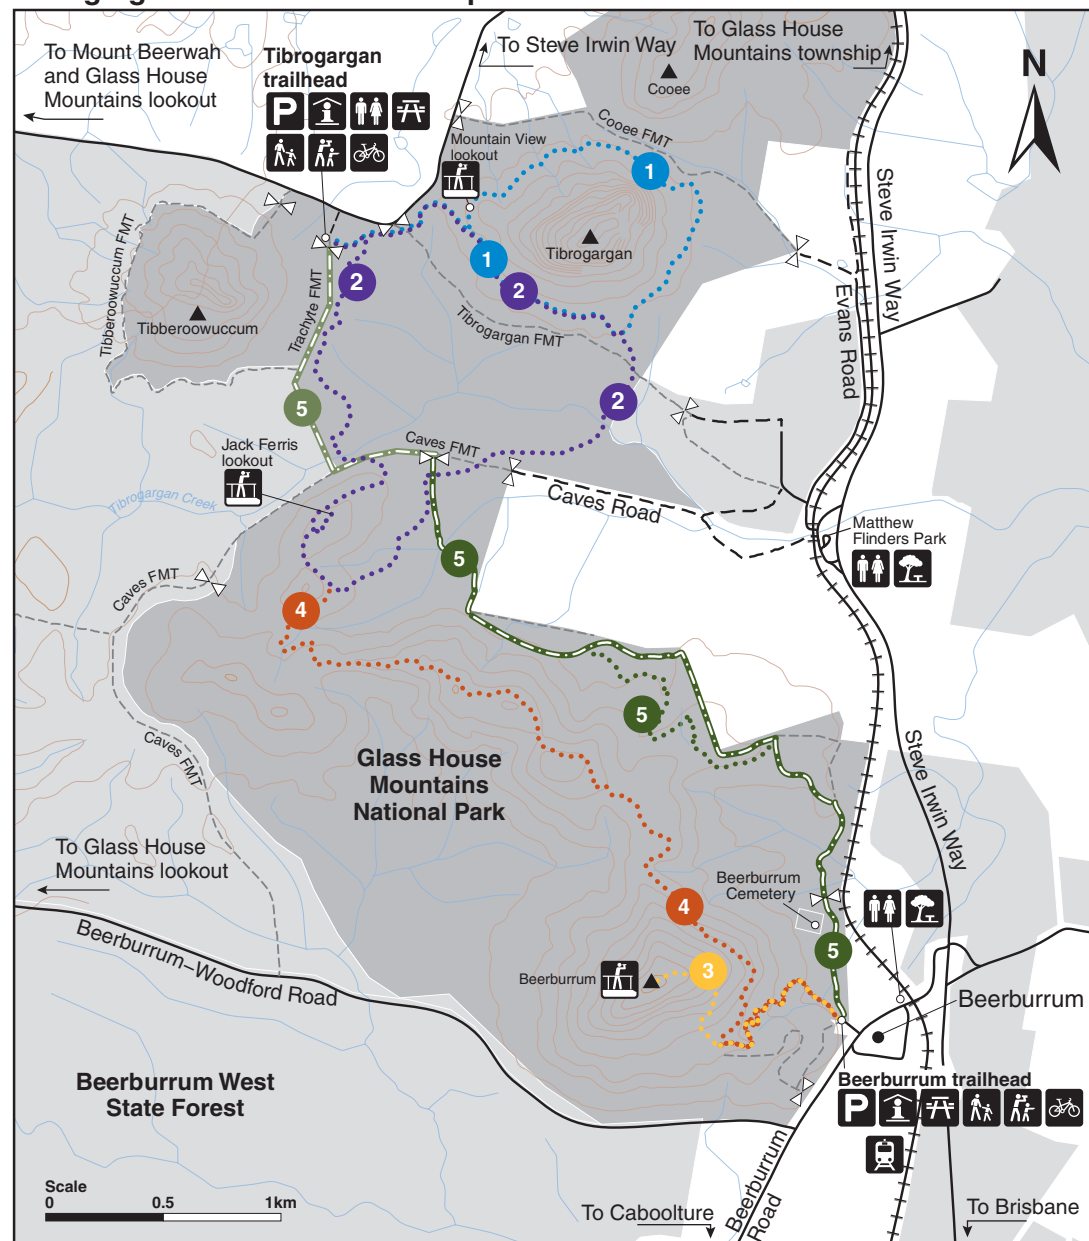 To Mount Beerwah
and Glass House
Mountains lookout
Tibrogargan
trailhead
P
To Steve Irwin Way
To Glass House
Mountains township
N
Cooee
Cooee FMT
Mountain View
lookout
1
Tibrogargan
1
2
2
Tibrogargan FMT
Tibberoowuccum FMT
Tibberoowuccum
Trachyte FMT
Steve Irwin Way
Evans Road
5
2
Jack Ferris
lookout
Caves FMT
Tibrogargan Creek
Caves Road
Matthew
Flinders Park
5
Caves FMT
4
5
Caves FMT
Glass House
Mountains
National Park
Steve Irwin Way
To Glass House
Mountains lookout
Beerburrum
Cemetery
4
5
3
Beerburrum
Beerburrum–Woodford Road
Beerburrum
Beerburrum West
State Forest
Beerburrum trailhead
P
Scale
0 0.5 1km
Beerburrum
Road
To Caboolture
To Brisbane